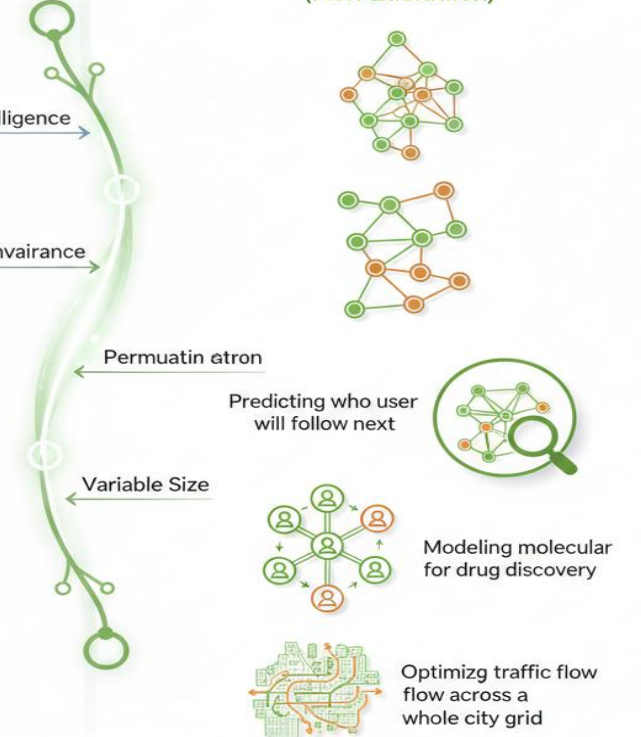 lligence
nvairance
Permuatin atron
Predicting who user
will follow next
Variable Size
Modeling molecular
for drug discovery
Optimizg traffic flow
flow across a
whole city grid